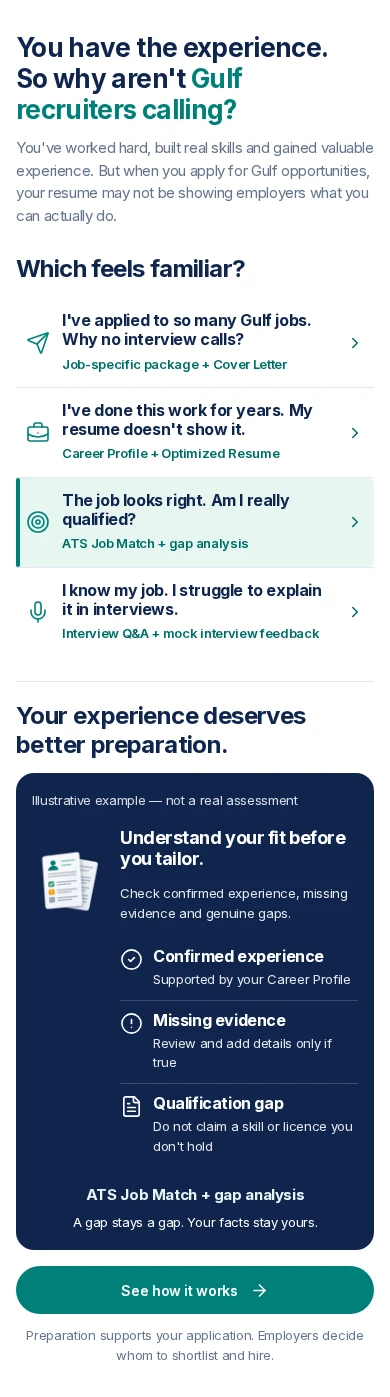 You have the experience.
So why aren't Gulf
recruiters calling?
You've worked hard, built real skills and gained valuable
experience. But when you apply for Gulf opportunities,
your resume may not be showing employers what you
can actually do.
Which feels familiar?
I've applied to so many Gulf jobs.
Why no interview calls?
Job-specific package + Cover Letter
I've done this work for years. My
resume doesn't show it.
Career Profile + Optimized Resume
The job looks right. Am I really
qualified?
ATS Job Match + gap analysis
I know my job. I struggle to explain
it in interviews.
Interview Q&A + mock interview feedback
Your experience deserves
better preparation.
Illustrative example — not a real assessment
Understand your fit before
you tailor.
Check confirmed experience, missing
evidence and genuine gaps.
Confirmed experience
Supported by your Career Profile
Missing evidence
Review and add details only if
true
Qualification gap
Do not claim a skill or licence you
don't hold
ATS Job Match + gap analysis
A gap stays a gap. Your facts stay yours.
See how it works
Preparation supports your application. Employers decide
whom to shortlist and hire.